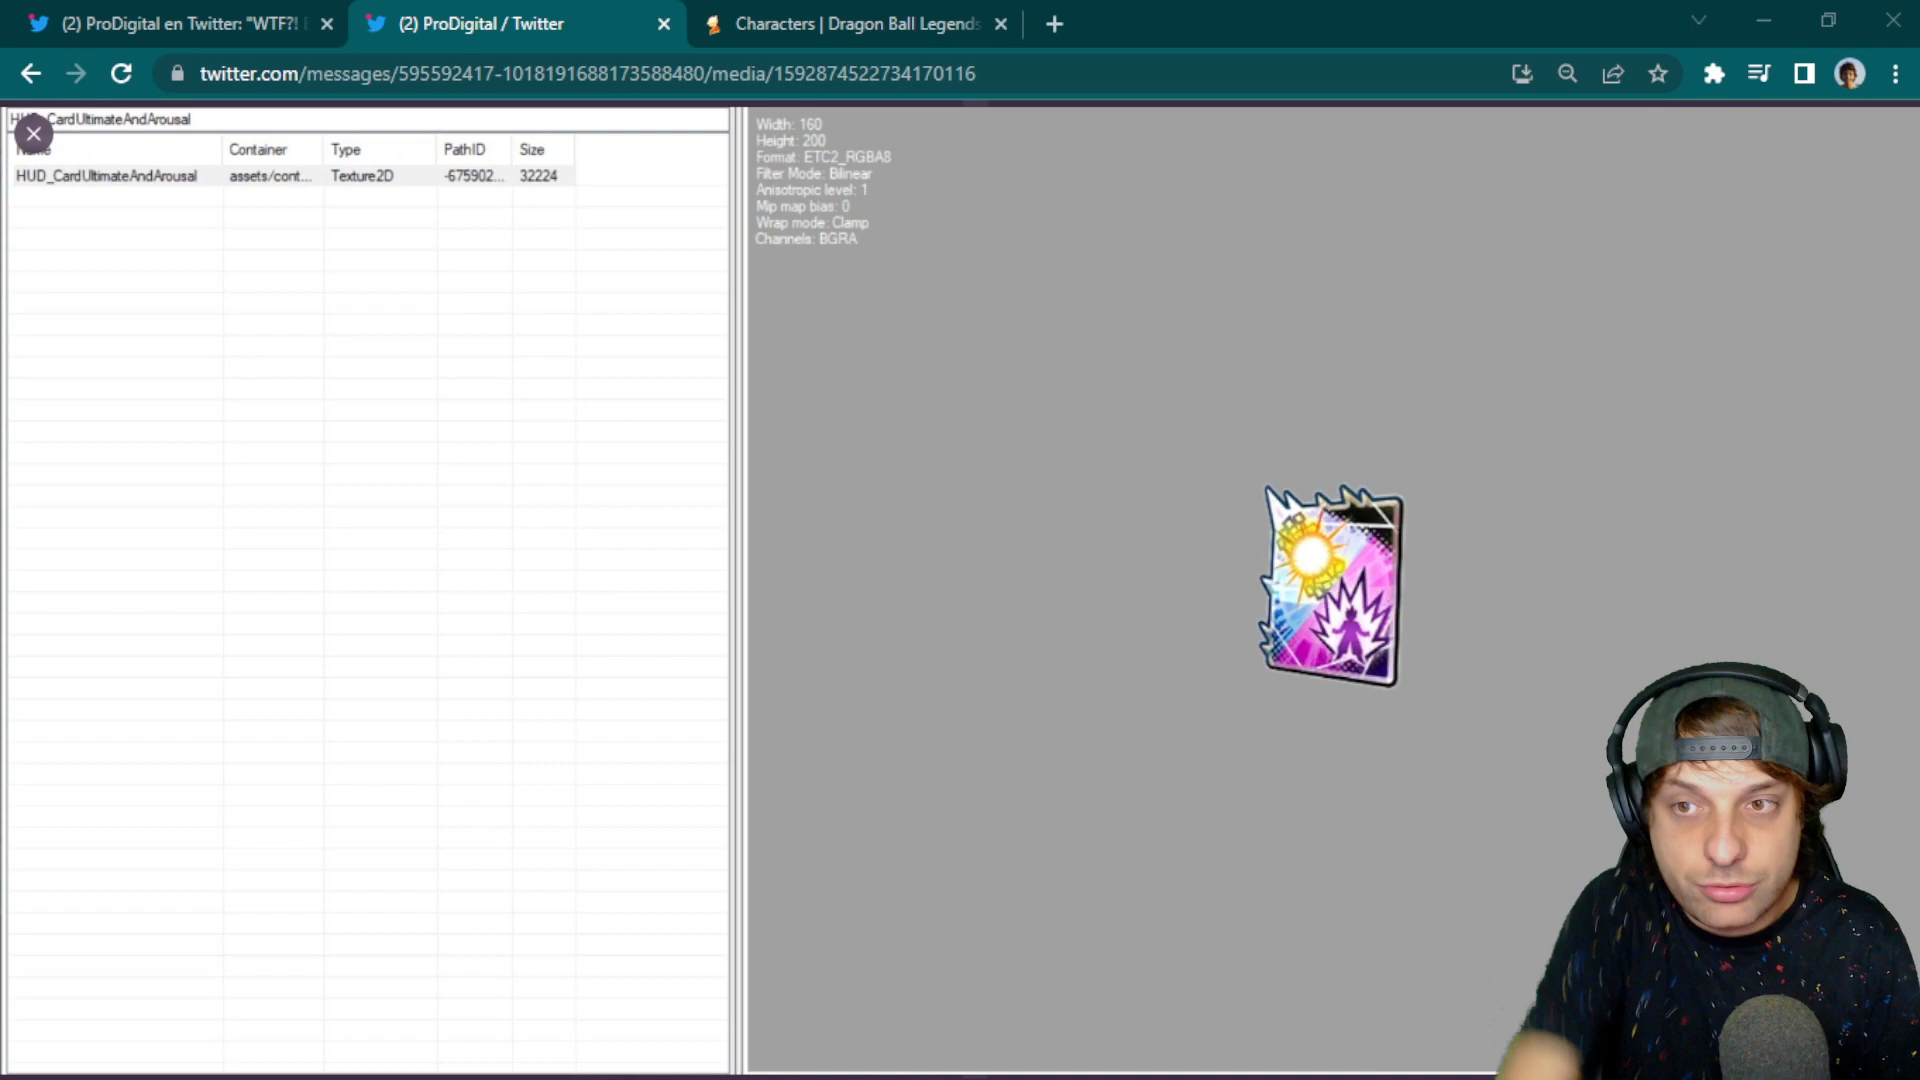 (2) ProDigital en Twitter: "WTF?!
(2) ProDigital / Twitter
Characters | Dragon Ball Legends
twitter.com/messages/595592417-1018191688173588480/media/1592874522734170116
CardUltimateAndArousal
Container Type PathID Size
HUD_CardUltimateAndArousal assets/cont... Texture2D -675902... 32224
Width: 160
Height: 200
Format: ETC2_RGBA8
Filter Mode: Bilinear
Anisotropic level: 1
Mip map bias: 0
Wrap mode: Clamp
Channels: BGRA